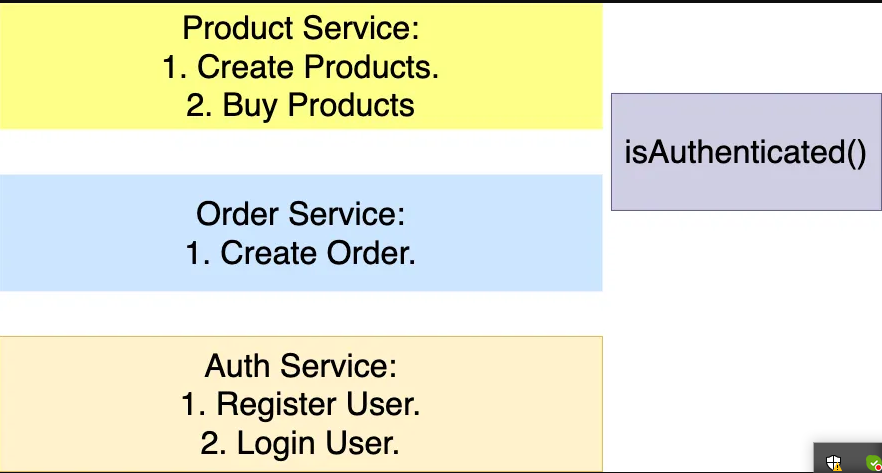 Product Service:
1. Create Products.
2. Buy Products
isAuthenticated()
Order Service:
1. Create Order.
Auth Service:
1. Register User.
2. Login User.